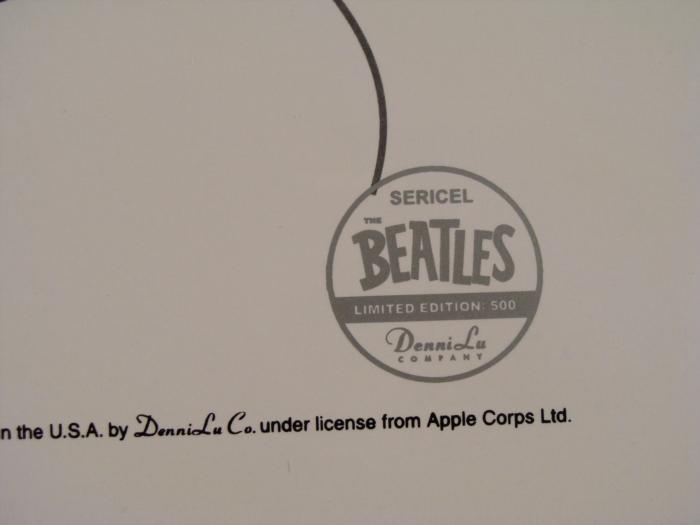 SERICEL
THE
BEATLES
LIMITED EDITION: 500
DenniLu
COMPANY
n the U.S.A. by DenniLu Co. under license from Apple Corps Ltd.